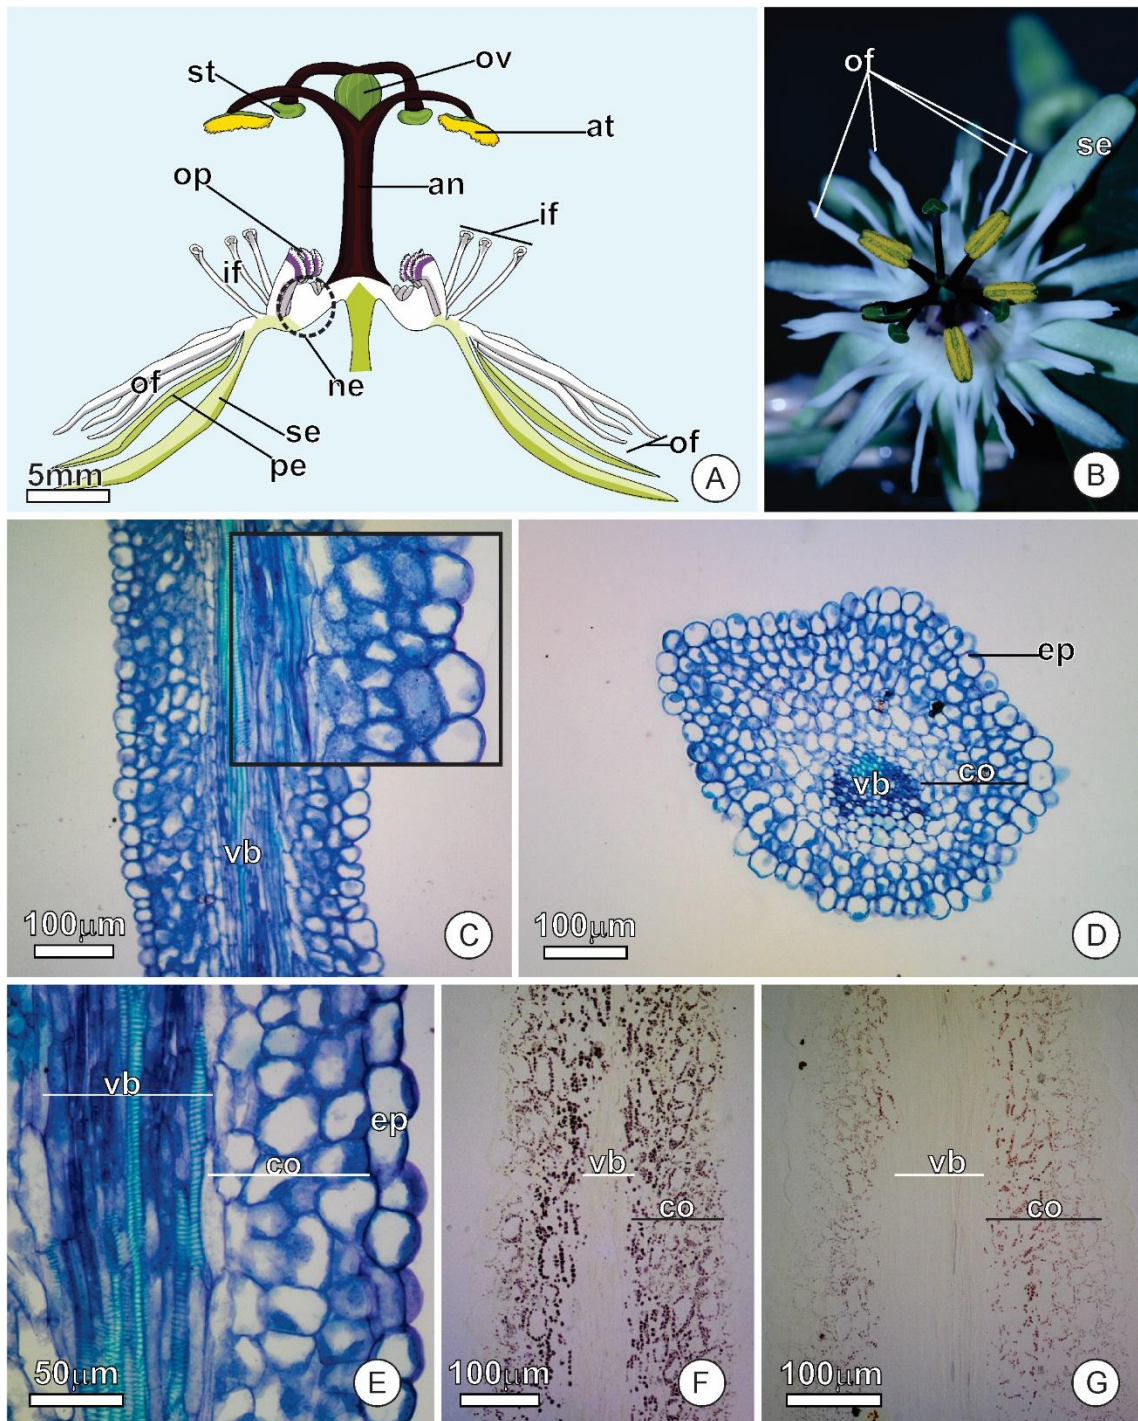 st
ov
at
op
an
if
if
of
ne
se
of
pe
5mm
A
of
se
B
vb
100μm
C
ep
vb
co
100μm
D
vb
ep
co
50μm
E
vb
co
100μm
F
vb
co
100μm
G